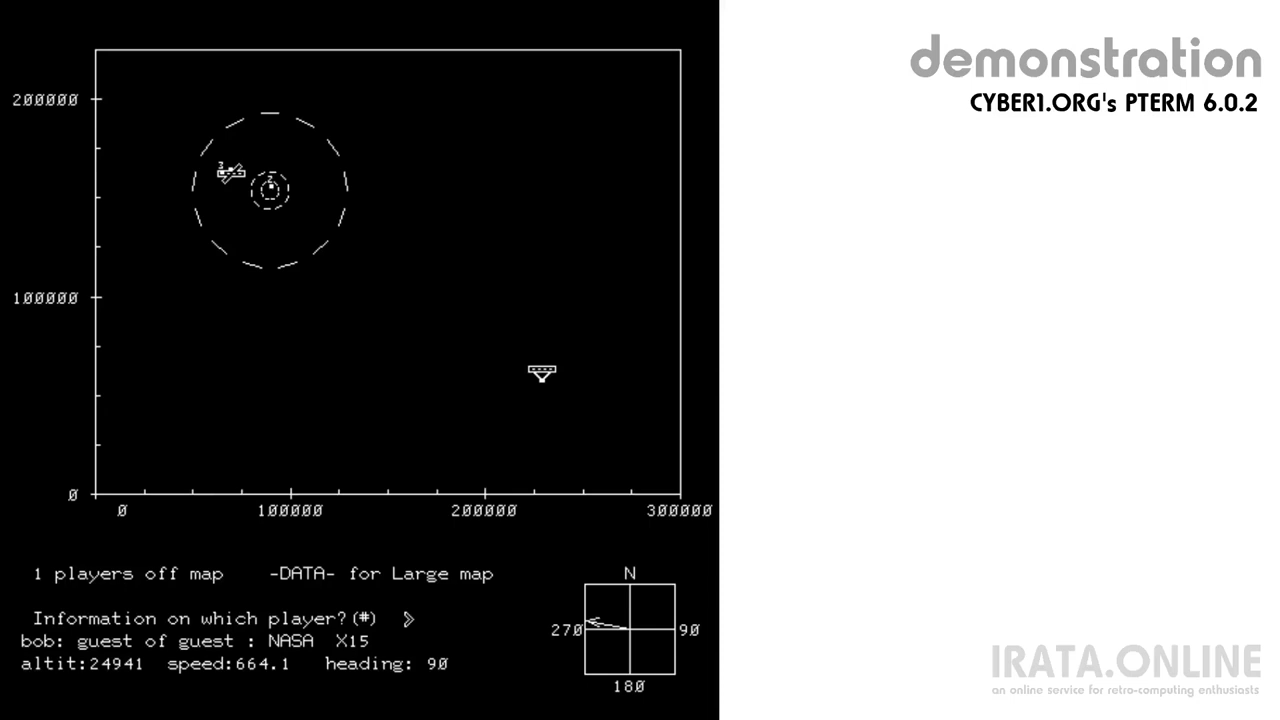 demonstration
CYBER1.ORG's PTERM 6.0.2
200000
3
2
100000
0
0 100000 200000 300000
1 players off map -DATA- for Large map
N
Information on which player?(#) >
270 90
bob: guest of guest : NASA X15
altit:24941 speed:664.1 heading: 90
180
IRATA.ONLINE
an online service for retro-computing enthusiasts